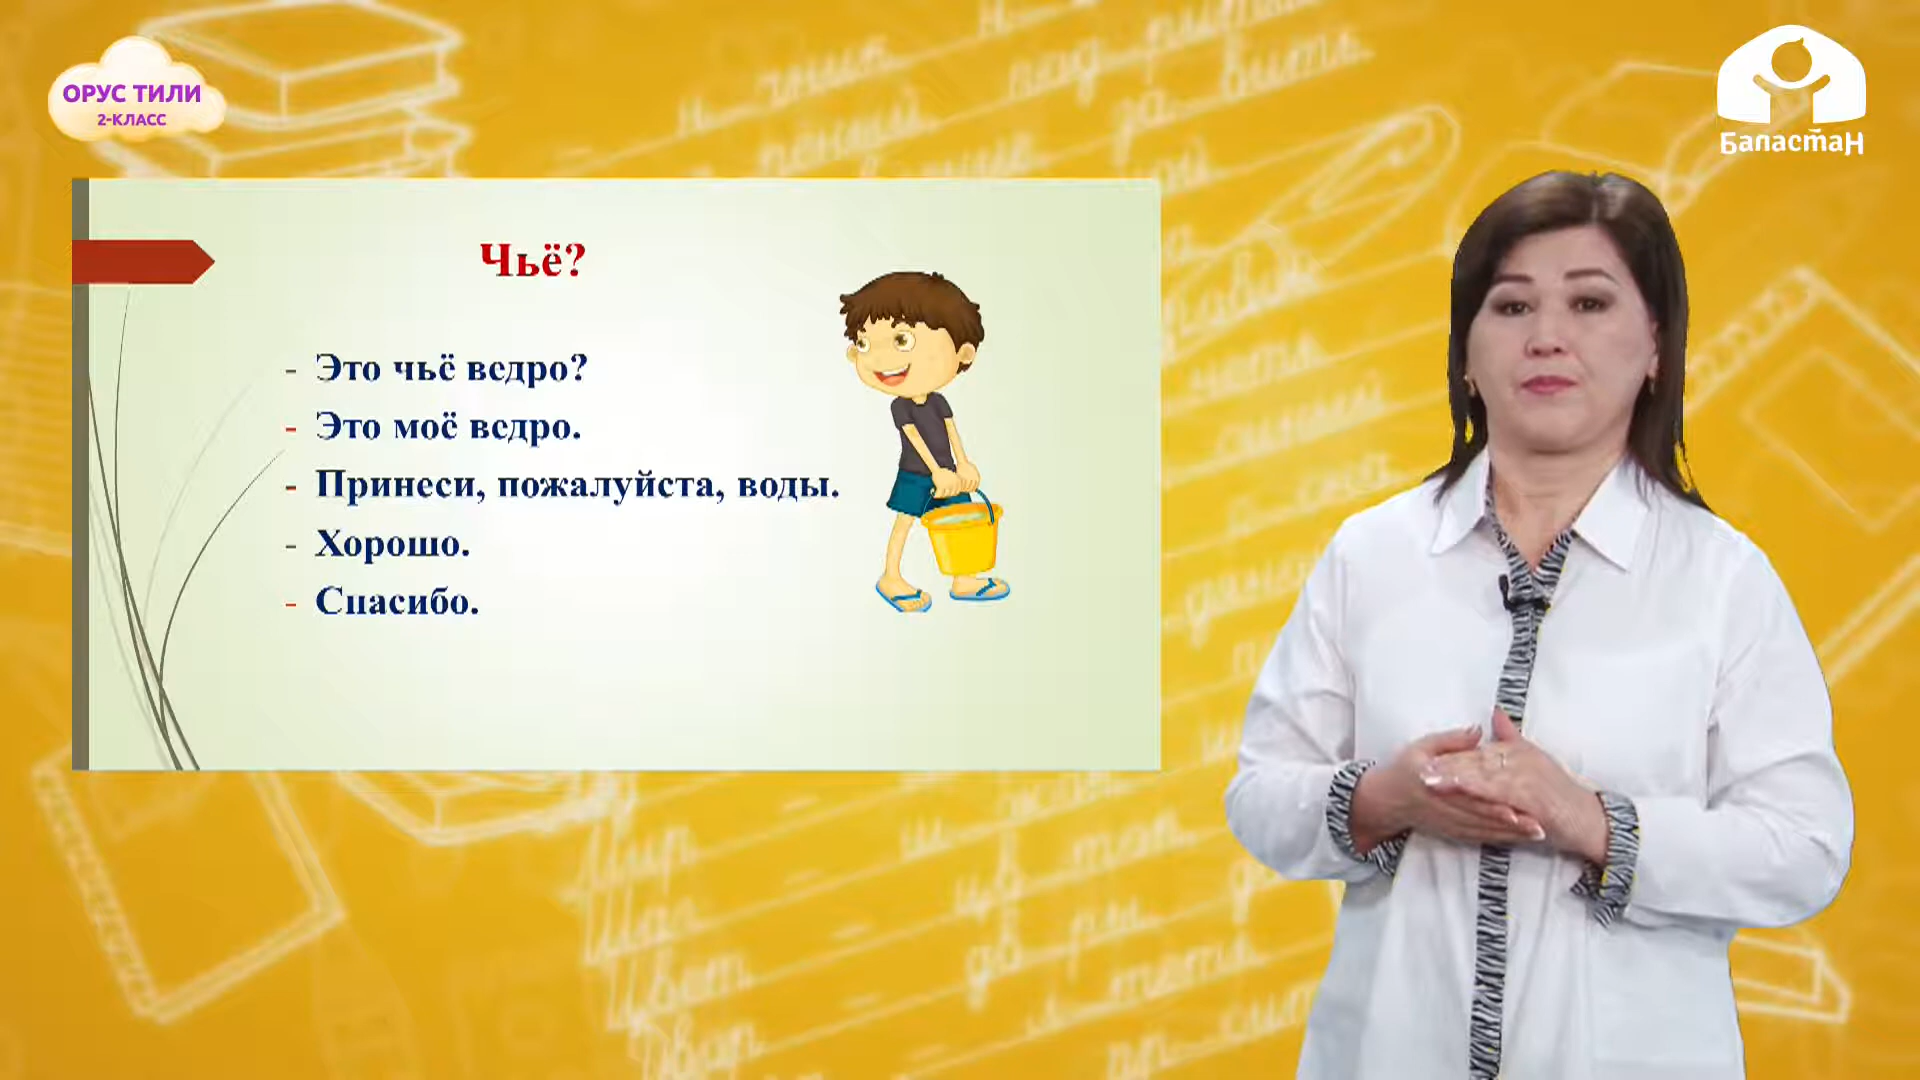 ОРУС ТИЛИ
2-КЛАСС
Баластан
Чьё?
- Это чьё ведро?
- Это моё ведро.
- Принеси, пожалуйста, воды.
- Хорошо.
- Спасибо.